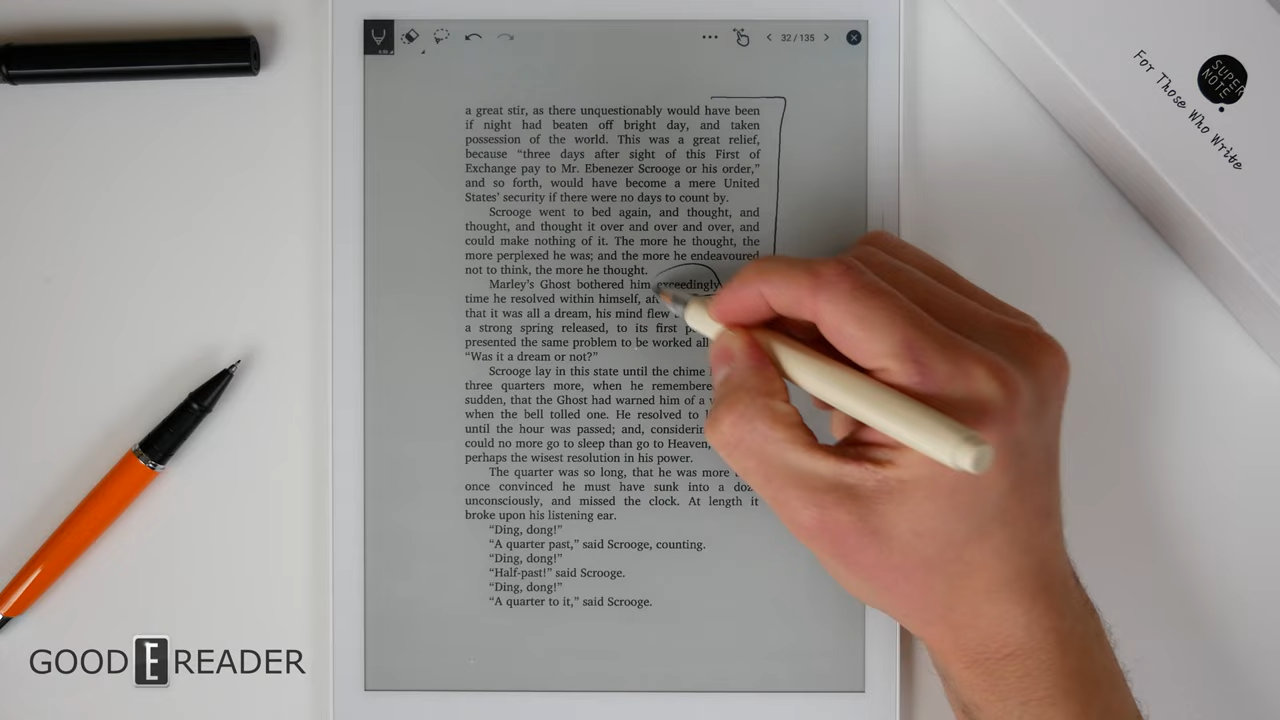 32 / 135
a great stir, as there unquestionably would have been
if night had beaten off bright day, and taken
possession of the world. This was a great relief,
because “three days after sight of this First of
Exchange pay to Mr. Ebenezer Scrooge or his order,”
and so forth, would have become a mere United
States’ security if there were no days to count by.
Scrooge went to bed again, and thought, and
thought, and thought it over and over and over, and
could make nothing of it. The more he thought, the
more perplexed he was; and the more he endeavoured
not to think, the more he thought.
Marley’s Ghost bothered him exceedingly
time he resolved within himself,
that it was all a dream, his mind flew
a strong spring released, to its first
presented the same problem to be worked all
“Was it a dream or not?”
Scrooge lay in this state until the chime
three quarters more, when he remembered
sudden, that the Ghost had warned him of a
when the bell tolled one. He resolved to
until the hour was passed; and,
could no more go to sleep than go to Heaven,
perhaps the wisest resolution in his power.
The quarter was so long, that he was more
once convinced he must have sunk into a
unconsciously, and missed the clock. At length it
broke upon his listening ear.
“Ding, dong!”
“A quarter past,” said Scrooge, counting.
“Ding, dong!”
“Half-past!” said Scrooge.
“Ding, dong!”
“A quarter to it,” said Scrooge.
SUPER
NOTE
For Those Who Write
GOOD E READER